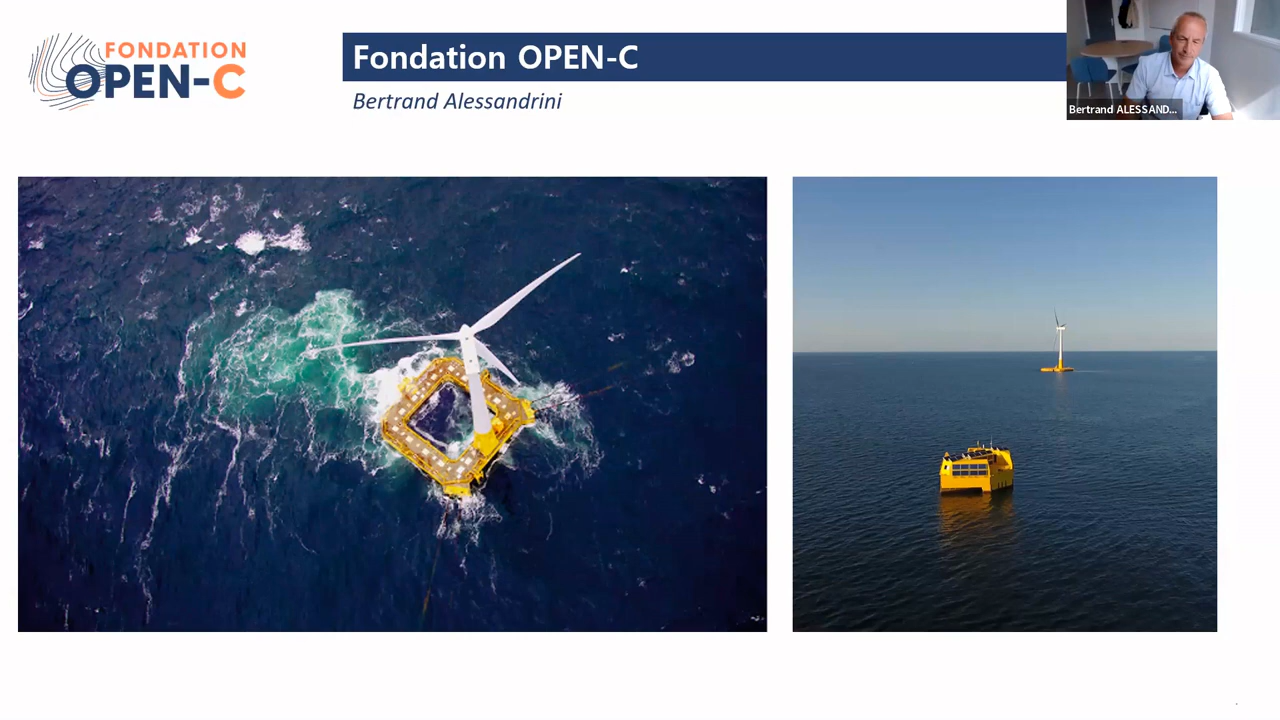 FONDATION
OPEN-C
Fondation OPEN-C
Bertrand Alessandrini
Bertrand ALESSAND...